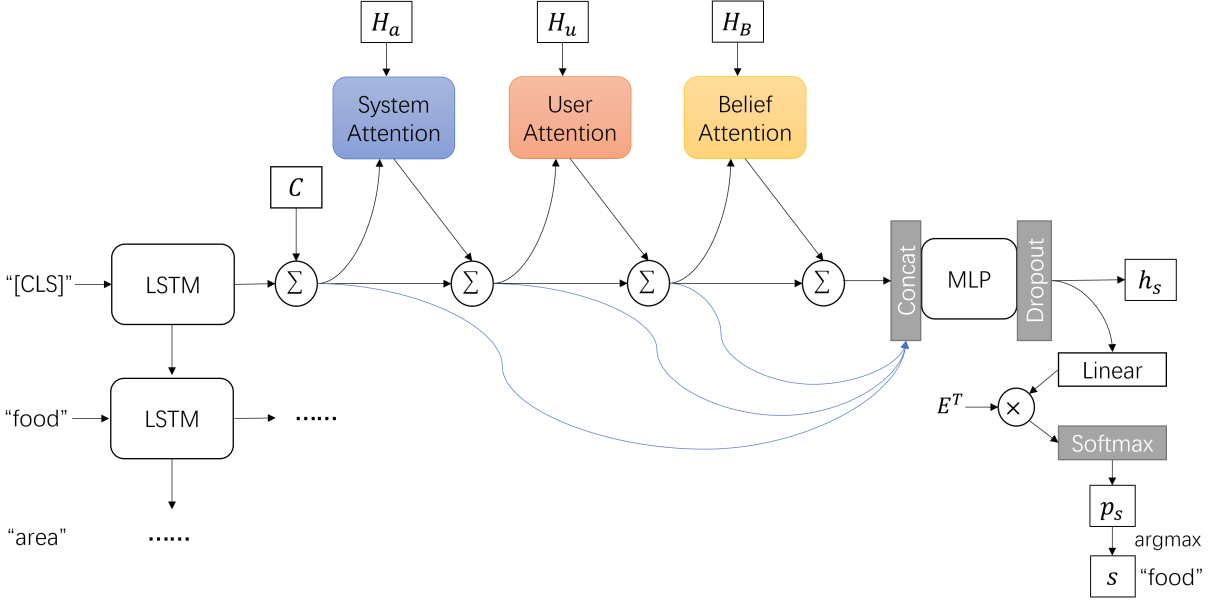 H_a
H_u
H_B
System
Attention
User
Attention
Belief
Attention
C
“[CLS]”
LSTM
Σ
Σ
Σ
Σ
Concat
MLP
Dropout
h_s
Linear
“food”
LSTM
……
E^T
×
Softmax
p_s
“area”
……
argmax
s
“food”